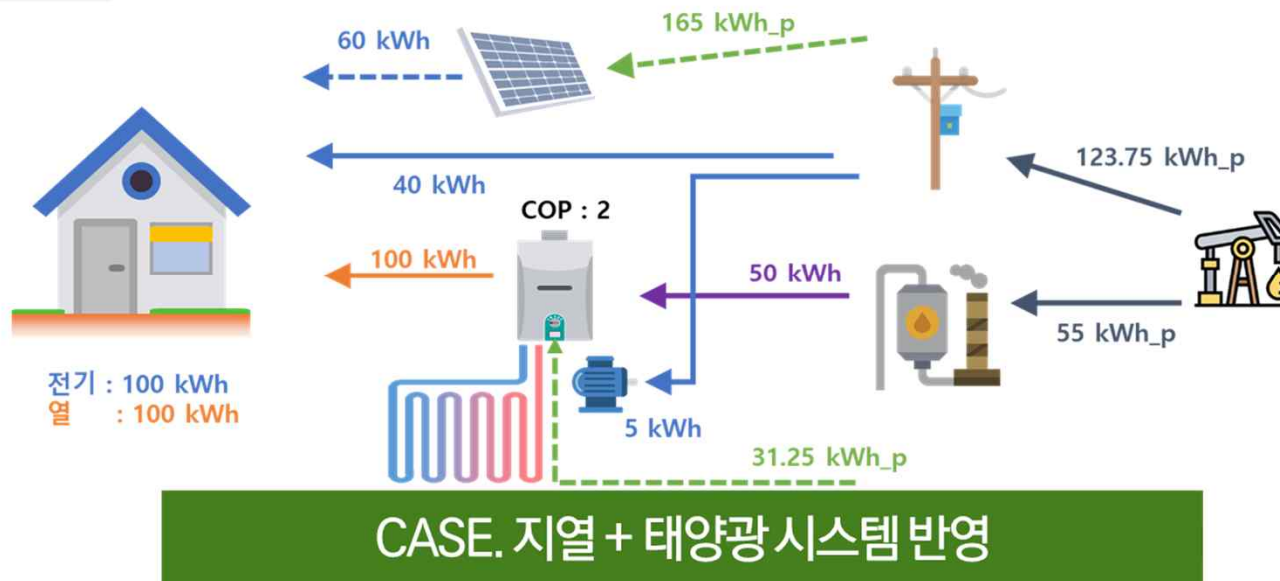 165 kWh_p
60 kWh
123.75 kWh_p
40 kWh
COP : 2
100 kWh
50 kWh
55 kWh_p
전기 : 100 kWh
열 : 100 kWh
5 kWh
31.25 kWh_p
CASE. 지열 + 태양광 시스템 반영